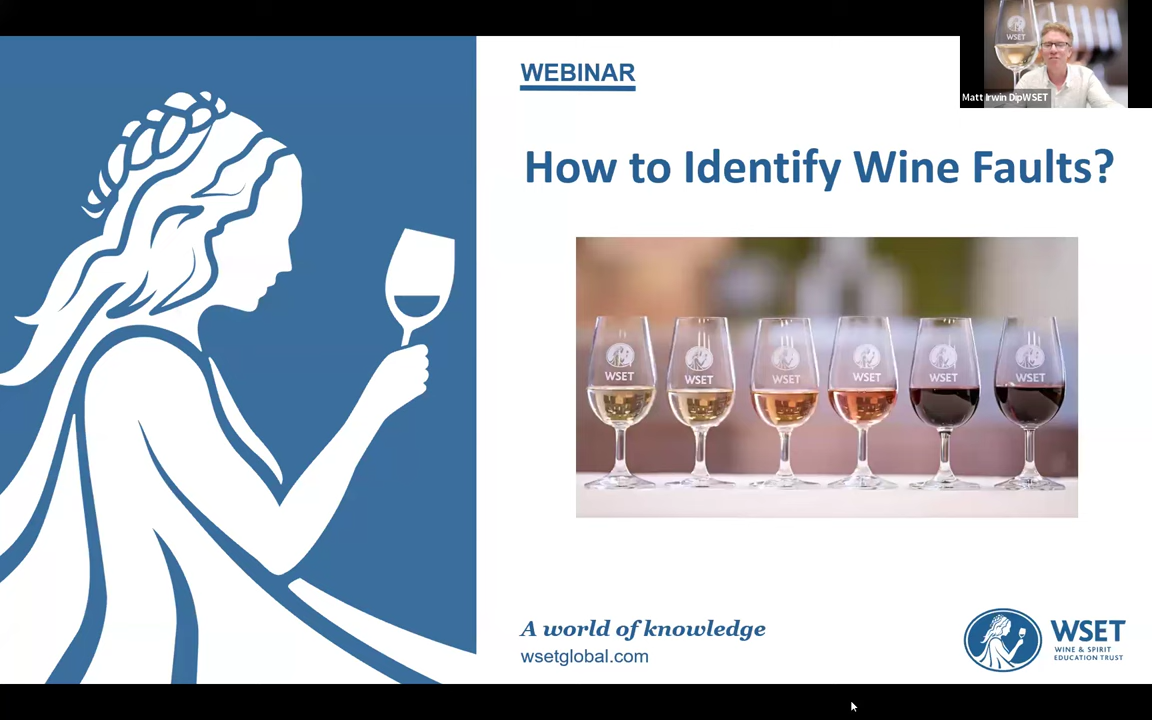 WEBINAR
WSET
Matt Irwin DipWSET
How to Identify Wine Faults?
WSET
WSET
WSET
WSET
WSET
WSET
A world of knowledge
wsetglobal.com
WSET
WINE & SPIRIT
EDUCATION TRUST